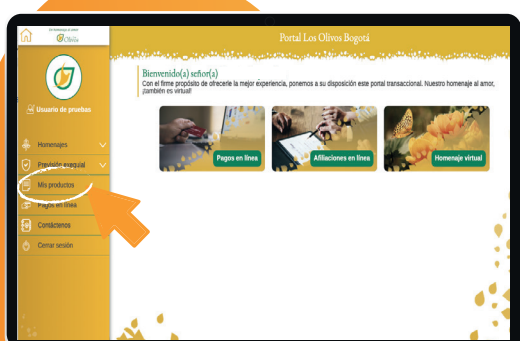 Olivos
Portal Los Olivos Bogotá
Usuario de pruebas
Homenajes
Previsión exequial
Mis productos
Pagos en línea
Contáctenos
Cerrar sesión
Bienvenido(a) señor(a)
Con el firme propósito de ofrecerle la mejor experiencia, ponemos a su disposición este portal transaccional. Nuestro homenaje al amor,
¡también es virtual!
Pagos en línea
Afiliaciones en línea
Homenaje virtual